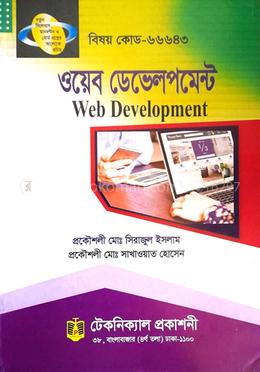 বিষয় কোড-৬৬৬৪৩
ওয়েব ডেভেলপমেন্ট
Web Development
প্রকৌশলী মোঃ সিরাজুল ইসলাম
প্রকৌশলী মোঃ সাখাওয়াত হোসেন
টেকনিক্যাল প্রকাশনী
৩৮, বাংলাবাজার (৪র্থ তলা) ঢাকা-১১০০